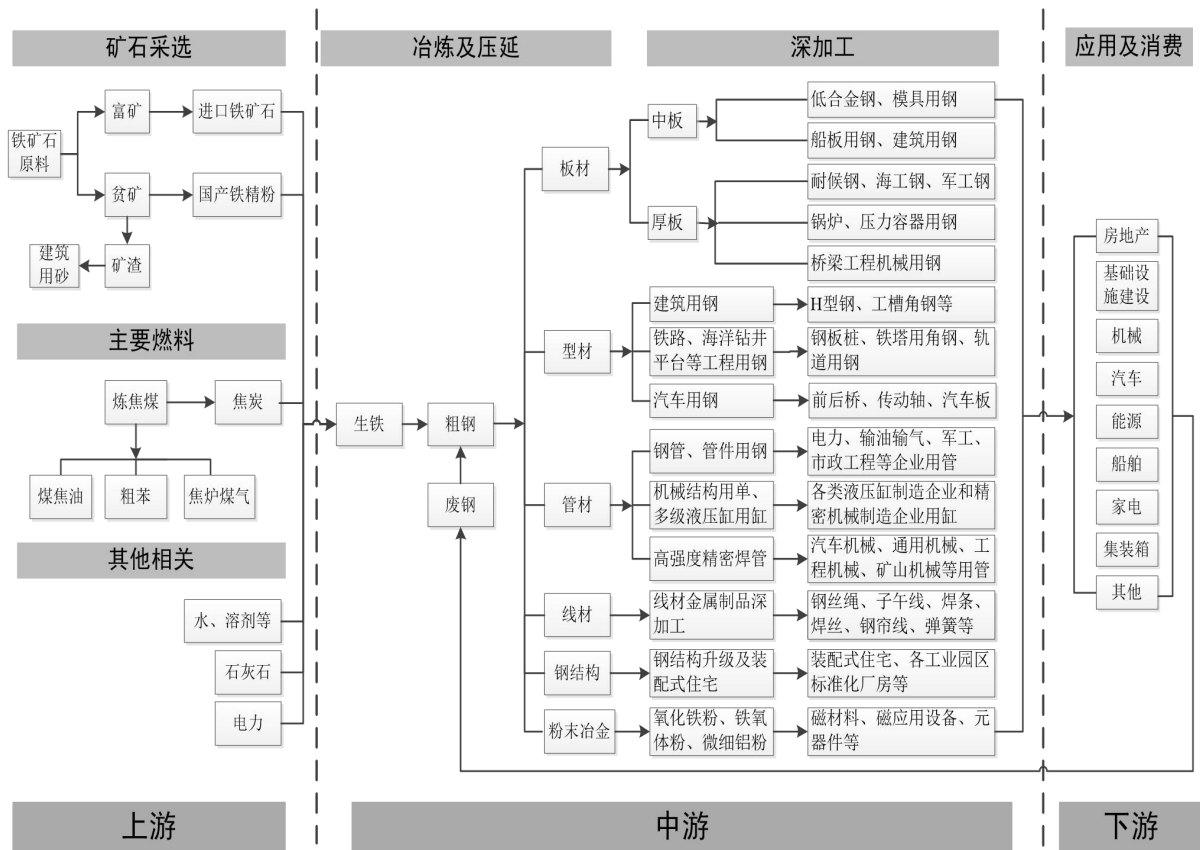 矿石采选
冶炼及压延
深加工
应用及消费
铁矿石
原料
富矿
进口铁矿石
贫矿
国产铁精粉
建筑
用砂
矿渣
主要燃料
炼焦煤
焦炭
煤焦油
粗苯
焦炉煤气
其他相关
水、溶剂等
石灰石
电力
生铁
粗钢
废钢
板材
中板
低合金钢、模具用钢
船板用钢、建筑用钢
厚板
耐候钢、海工钢、军工钢
锅炉、压力容器用钢
桥梁工程机械用钢
型材
建筑用钢
H型钢、工槽角钢等
铁路、海洋钻井
平台等工程用钢
钢板桩、铁塔用角钢、轨
道用钢
汽车用钢
前后桥、传动轴、汽车板
管材
钢管、管件用钢
电力、输油输气、军工、
市政工程等企业用管
机械结构用单、
多级液压缸用缸
各类液压缸制造企业和精
密机械制造企业用缸
高强度精密焊管
汽车机械、通用机械、工
程机械、矿山机械等用管
线材
线材金属制品深
加工
钢丝绳、子午线、焊条、
焊丝、钢帘线、弹簧等
钢结构
钢结构升级及装
配式住宅
装配式住宅、各工业园区
标准化厂房等
粉末冶金
氧化铁粉、铁氧
体粉、微细铝粉
磁材料、磁应用设备、元
器件等
房地产
基础设
施建设
机械
汽车
能源
船舶
家电
集装箱
其他
上游
中游
下游